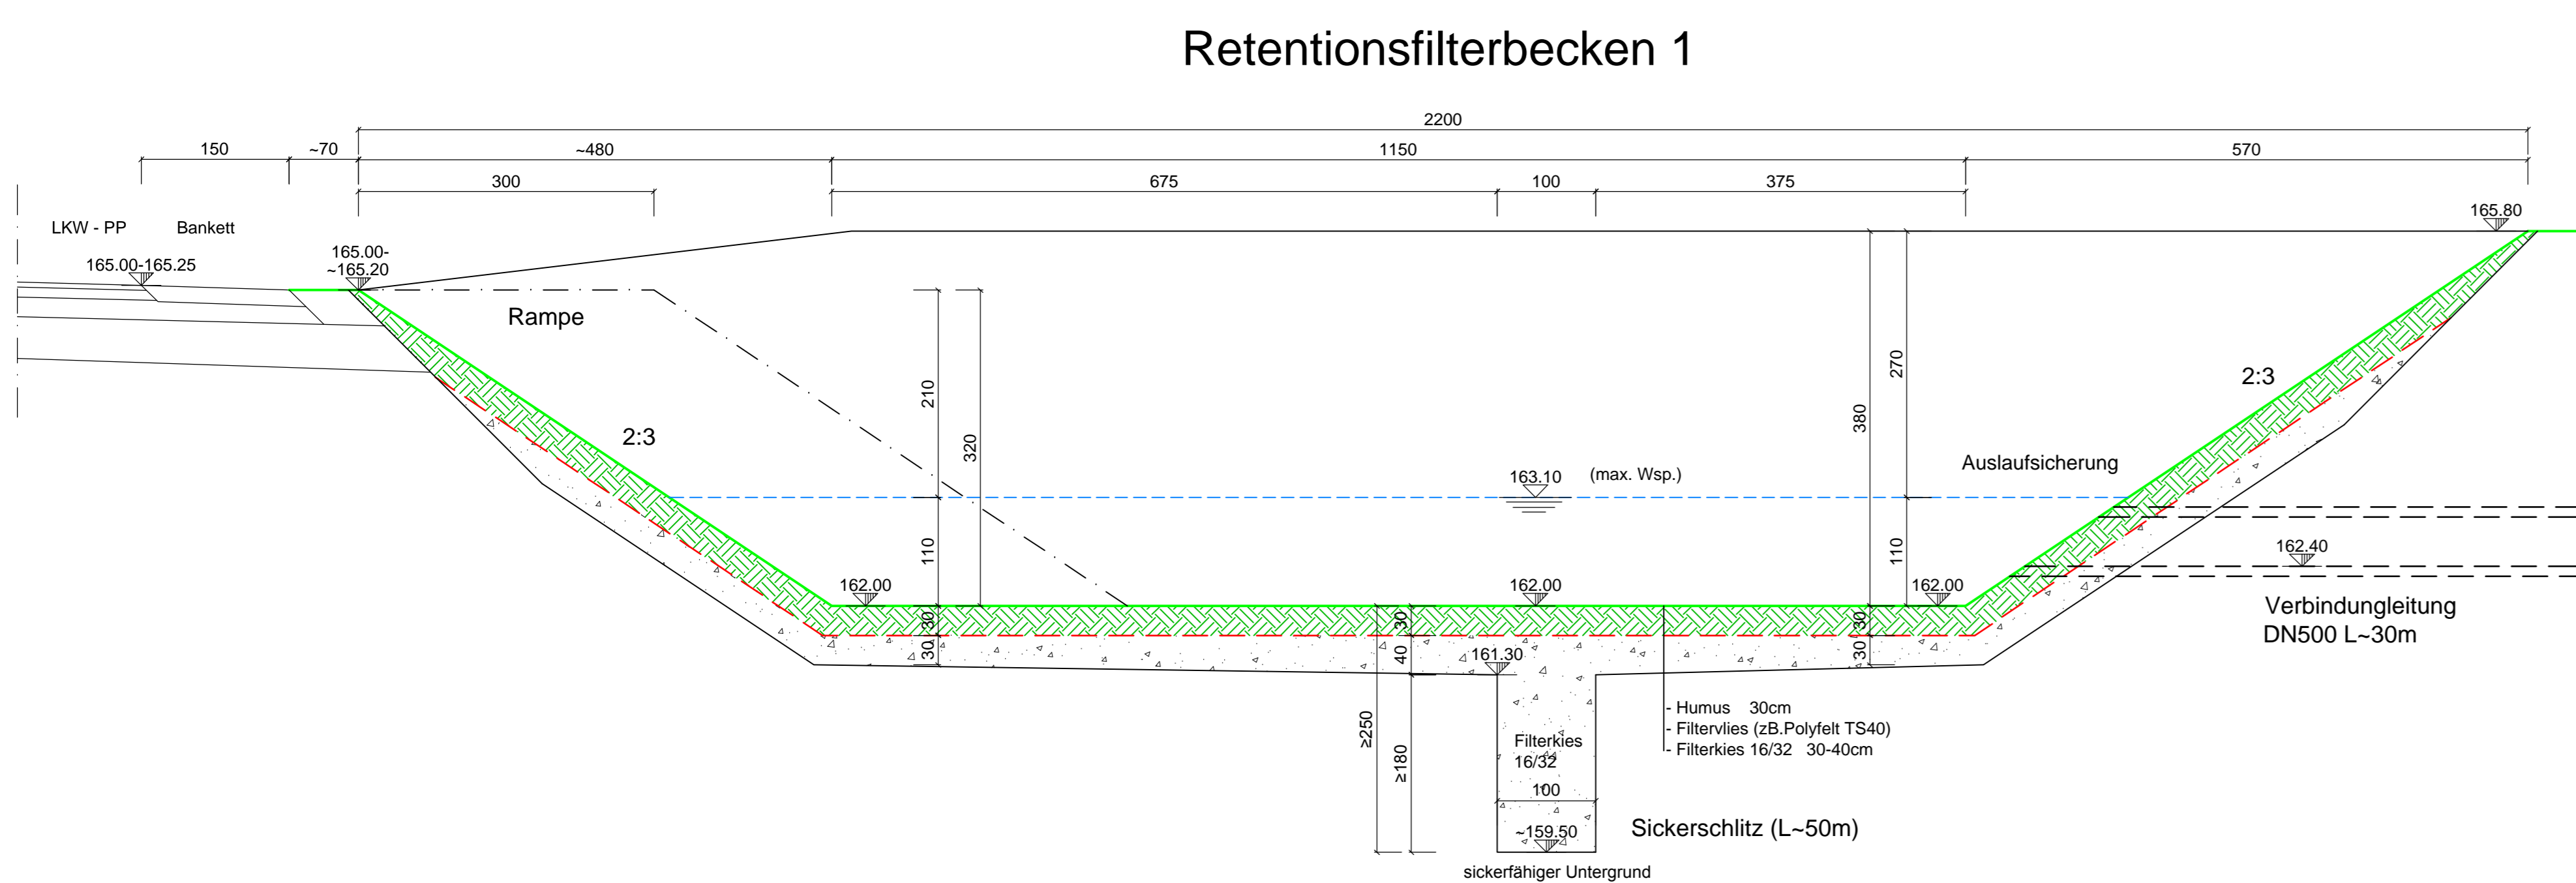 Retentionsfilterbecken 1
2200
150
~70
~480
1150
570
300
675
100
375
LKW - PP
Bankett
165.00-165.25
165.00-
~165.20
165.80
Rampe
210
320
270
380
2:3
2:3
163.10
(max. Wsp.)
Auslaufsicherung
110
110
162.00
162.00
162.00
162.40
Verbindungleitung
DN500 L~30m
30
30
30
40
30
30
161.30
≥250
≥180
- Humus 30cm
- Filtervlies (zB.Polyfelt TS40)
- Filterkies 16/32 30-40cm
Filterkies
16/32
100
~159.50
Sickerschlitz (L~50m)
sickerfähiger Untergrund